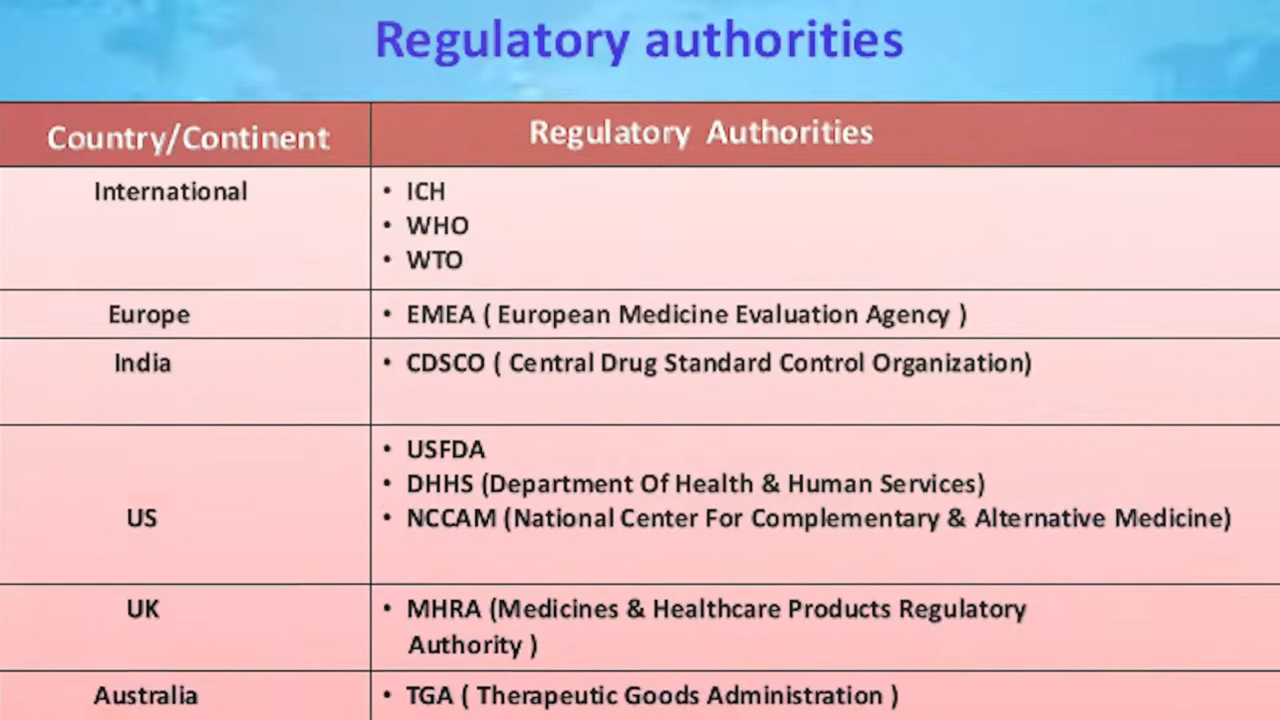 Regulatory authorities
Country/Continent
Regulatory Authorities
International
• ICH
• WHO
• WTO
Europe
• EMEA ( European Medicine Evaluation Agency )
India
• CDSCO ( Central Drug Standard Control Organization)
US
• USFDA
• DHHS (Department Of Health & Human Services)
• NCCAM (National Center For Complementary & Alternative Medicine)
UK
• MHRA (Medicines & Healthcare Products Regulatory
Authority )
Australia
• TGA ( Therapeutic Goods Administration )